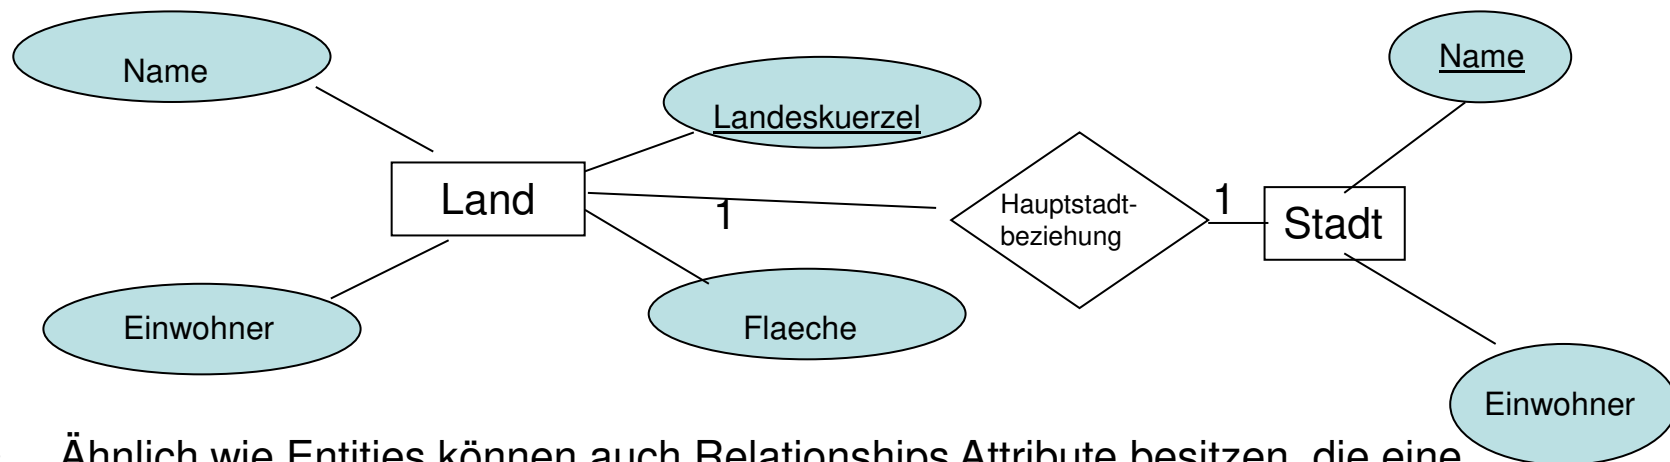 Name
Name
Landeskuerzel
Land
1
Hauptstadt-
beziehung
1
Stadt
Einwohner
Flaeche
Einwohner
Ähnlich wie Entities können auch Relationships Attribute besitzen, die eine